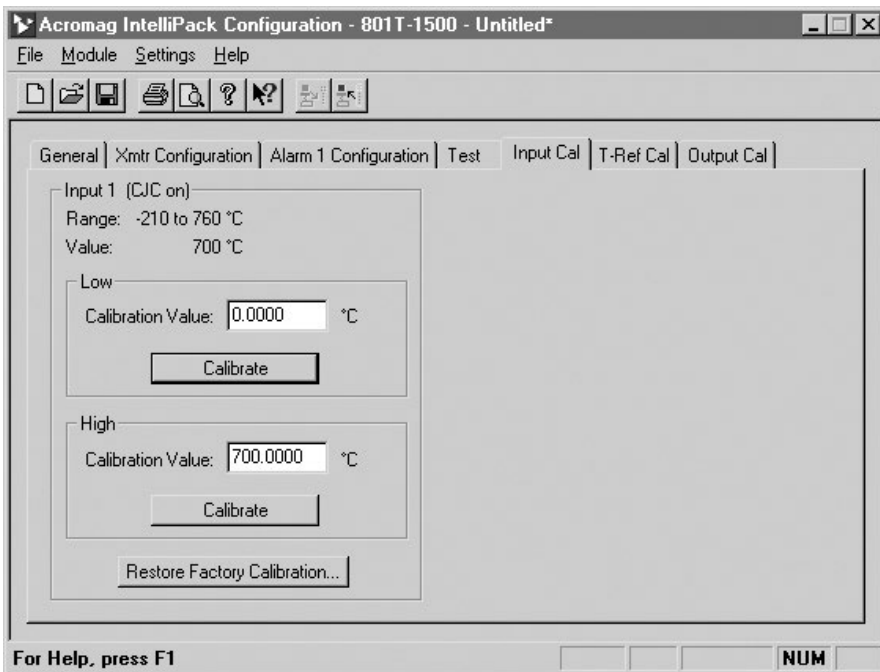 Acromag IntelliPack Configuration - 801T-1500 - Untitled*
File Module Settings Help
General Xmtr Configuration Alarm 1 Configuration Test Input Cal T-Ref Cal Output Cal
Input 1 (CJC on)
Range: -210 to 760 °C
Value: 700 °C
Low
Calibration Value: 0.0000 °C
Calibrate
High
Calibration Value: 700.0000 °C
Calibrate
Restore Factory Calibration...
For Help, press F1 NUM